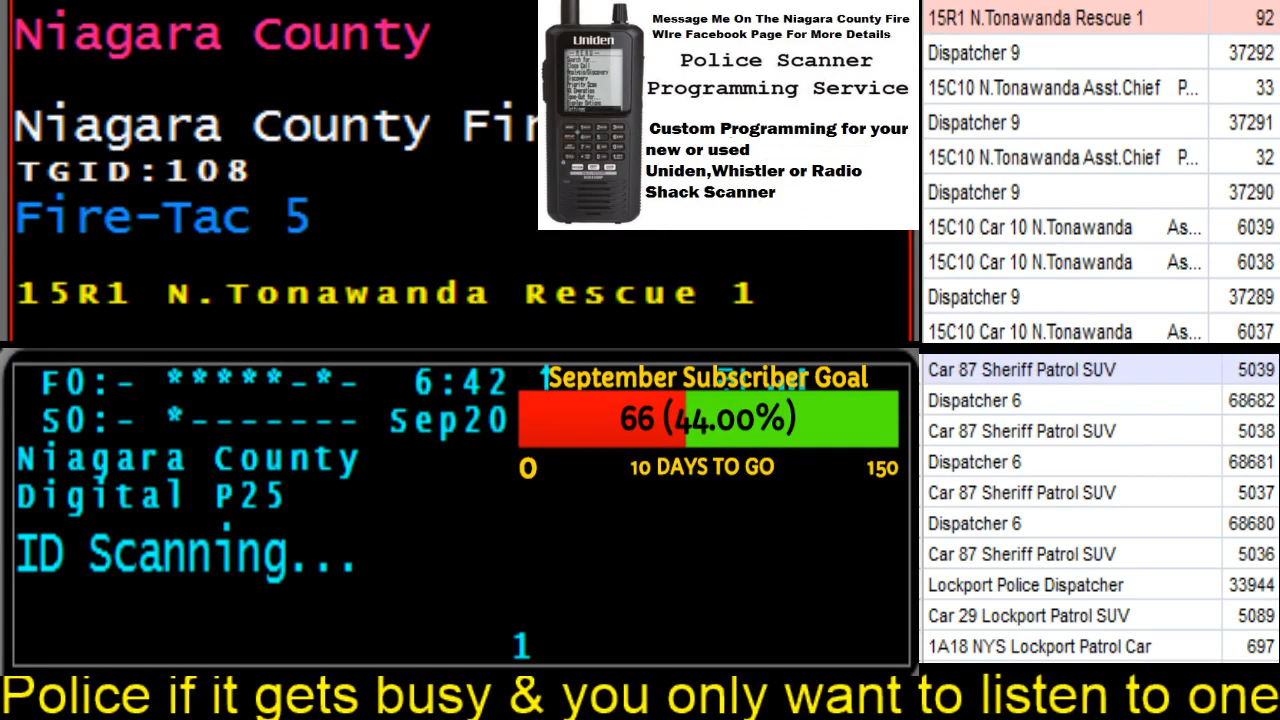 Niagara County
Niagara County Fir
TGID:108
Fire-Tac 5
15R1 N.Tonawanda Rescue 1
Uniden
Message Me On The Niagara County Fire
WIre Facebook Page For More Details
Police Scanner
Programming Service
Custom Programming for your
new or used
Uniden,Whistler or Radio
Shack Scanner
15R1 N.Tonawanda Rescue 1 92
Dispatcher 9 37292
15C10 N.Tonawanda Asst.Chief P... 33
Dispatcher 9 37291
15C10 N.Tonawanda Asst.Chief P... 32
Dispatcher 9 37290
15C10 Car 10 N.Tonawanda As... 6039
15C10 Car 10 N.Tonawanda As... 6038
Dispatcher 9 37289
15C10 Car 10 N.Tonawanda As... 6037
F0:- *****-*- 6:42
S0:- *------- Sep20
Niagara County
Digital P25
ID Scanning...
1
September Subscriber Goal
66 (44.00%)
0 10 DAYS TO GO 150
Car 87 Sheriff Patrol SUV 5039
Dispatcher 6 68682
Car 87 Sheriff Patrol SUV 5038
Dispatcher 6 68681
Car 87 Sheriff Patrol SUV 5037
Dispatcher 6 68680
Car 87 Sheriff Patrol SUV 5036
Lockport Police Dispatcher 33944
Car 29 Lockport Patrol SUV 5089
1A18 NYS Lockport Patrol Car 697
Police if it gets busy & you only want to listen to one